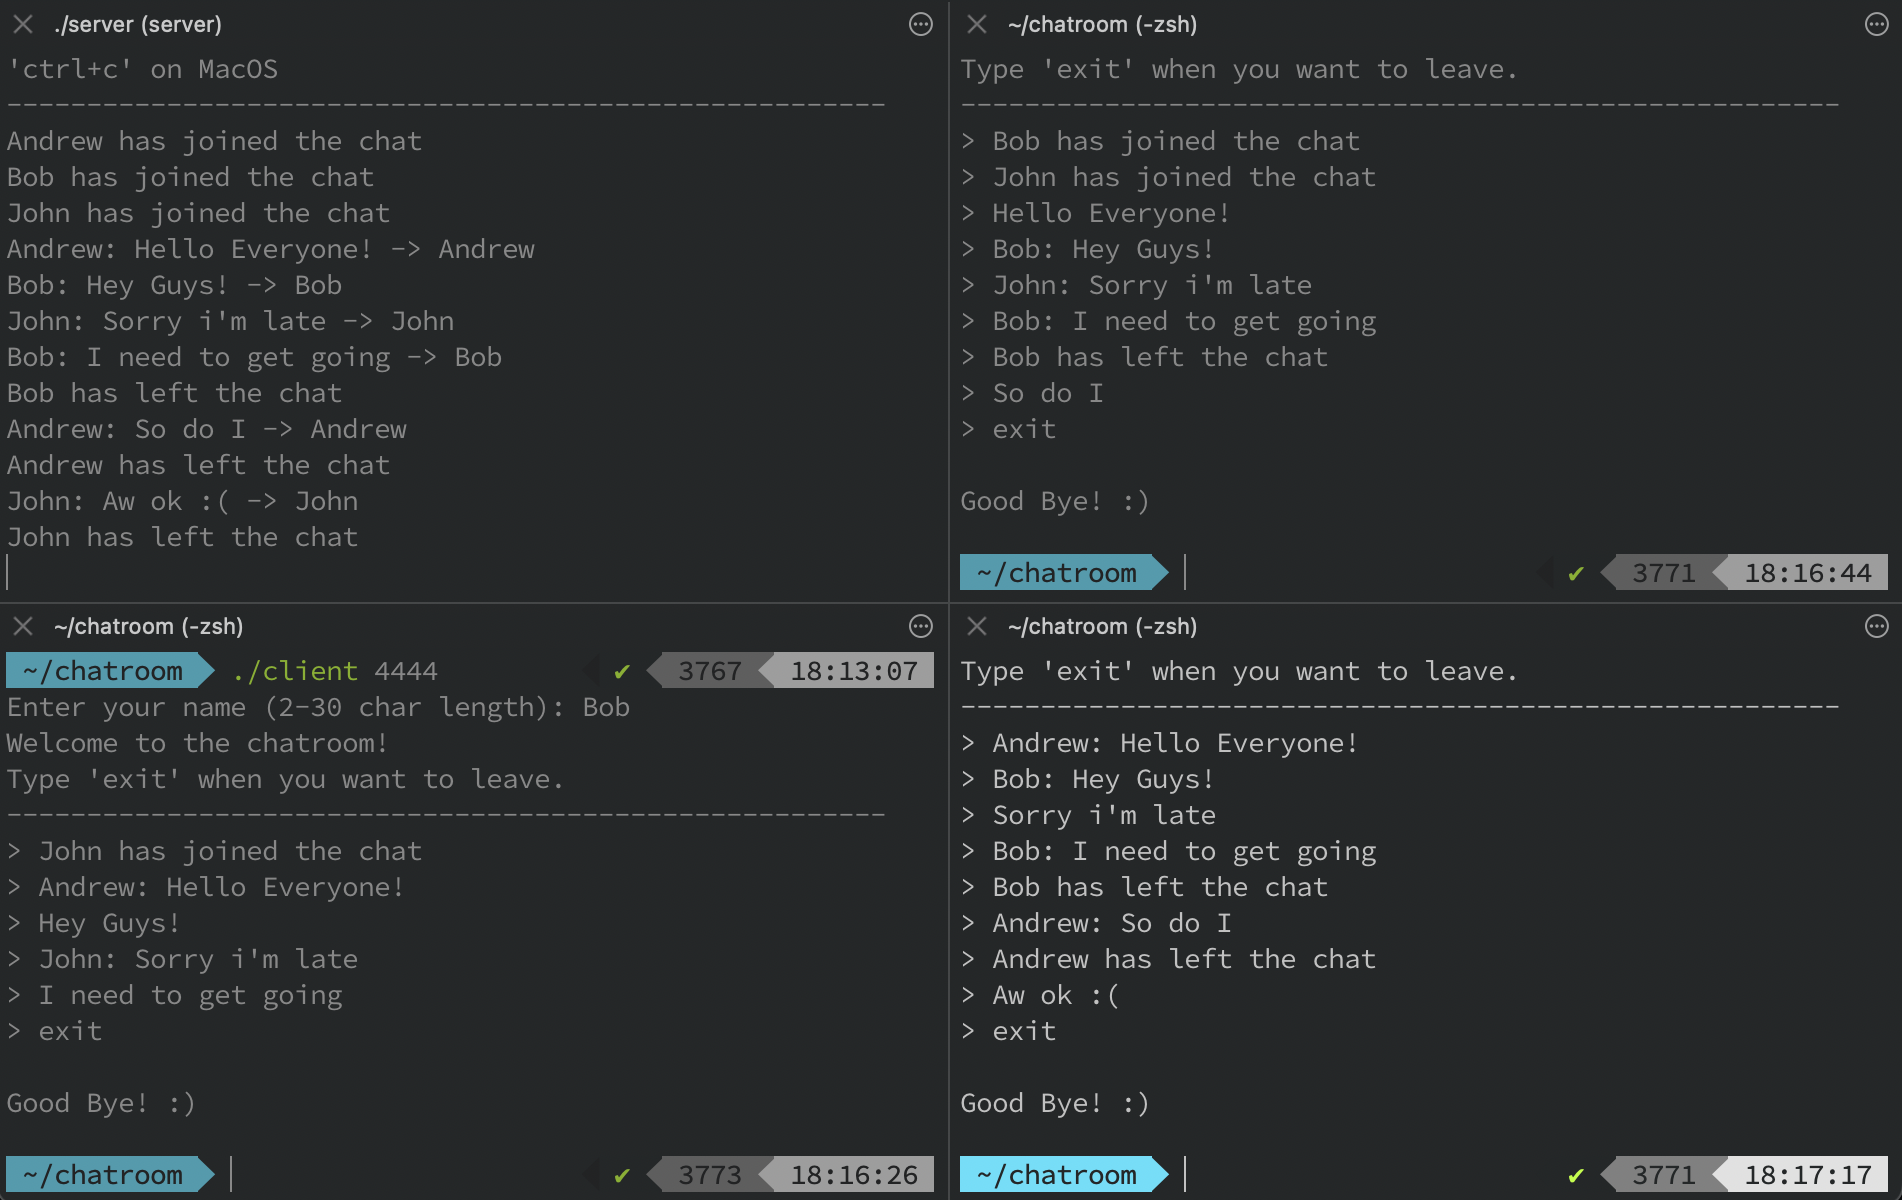 ./server (server)
'ctrl+c' on MacOS
-------------------------------------------------------
Andrew has joined the chat
Bob has joined the chat
John has joined the chat
Andrew: Hello Everyone! -> Andrew
Bob: Hey Guys! -> Bob
John: Sorry i'm late -> John
Bob: I need to get going -> Bob
Bob has left the chat
Andrew: So do I -> Andrew
Andrew has left the chat
John: Aw ok :( -> John
John has left the chat
~/chatroom (-zsh)
Type 'exit' when you want to leave.
-------------------------------------------------------
> Bob has joined the chat
> John has joined the chat
> Hello Everyone!
> Bob: Hey Guys!
> John: Sorry i'm late
> Bob: I need to get going
> Bob has left the chat
> So do I
> exit
Good Bye! :)
~/chatroom ✔ 3771 18:16:44
~/chatroom (-zsh)
~/chatroom ./client 4444 ✔ 3767 18:13:07
Enter your name (2-30 char length): Bob
Welcome to the chatroom!
Type 'exit' when you want to leave.
-------------------------------------------------------
> John has joined the chat
> Andrew: Hello Everyone!
> Hey Guys!
> John: Sorry i'm late
> I need to get going
> exit
Good Bye! :)
~/chatroom ✔ 3773 18:16:26
~/chatroom (-zsh)
Type 'exit' when you want to leave.
-------------------------------------------------------
> Andrew: Hello Everyone!
> Bob: Hey Guys!
> Sorry i'm late
> Bob: I need to get going
> Bob has left the chat
> Andrew: So do I
> Andrew has left the chat
> Aw ok :(
> exit
Good Bye! :)
~/chatroom ✔ 3771 18:17:17